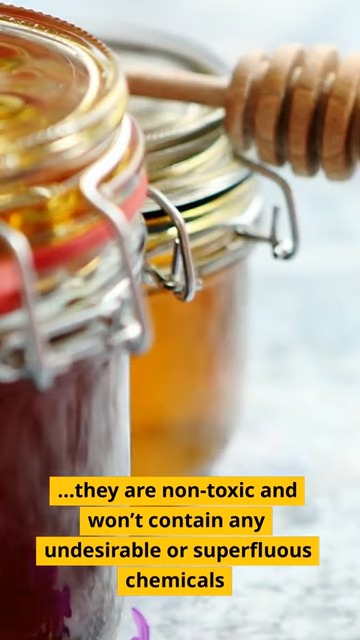 ...they are non-toxic and
won't contain any
undesirable or superfluous
chemicals